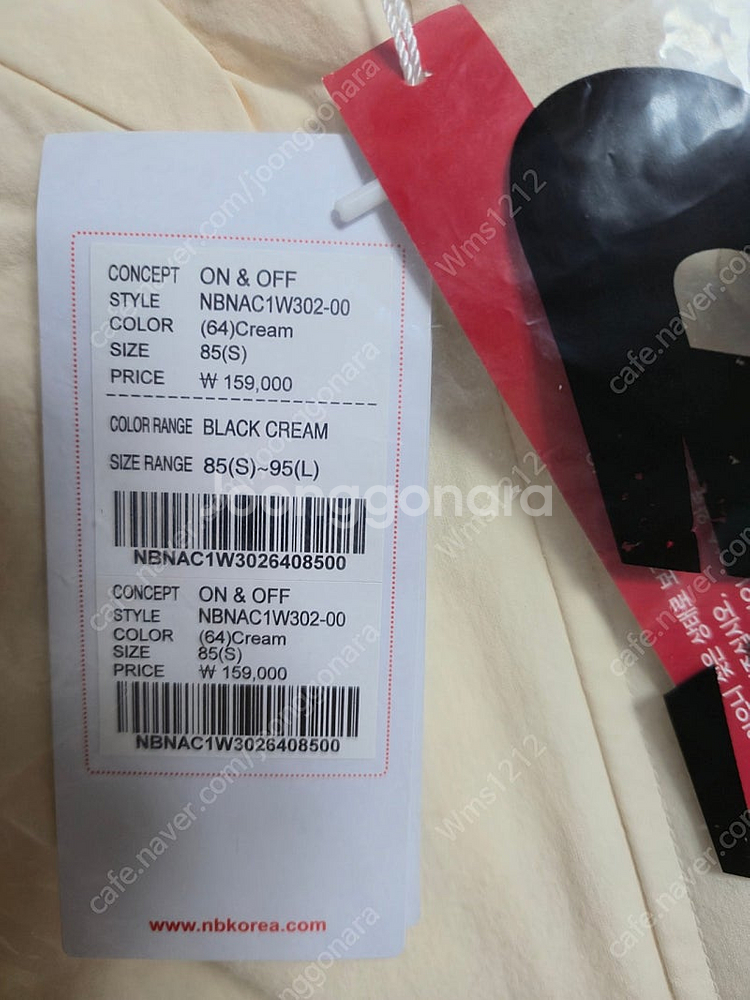 CONCEPT ON & OFF
STYLE NBNAC1W302-00
COLOR (64)Cream
SIZE 85(S)
PRICE ₩ 159,000
COLOR RANGE BLACK CREAM
SIZE RANGE 85(S)~95(L)
NBNAC1W3026408500
CONCEPT ON & OFF
STYLE NBNAC1W302-00
COLOR (64)Cream
SIZE 85(S)
PRICE ₩ 159,000
NBNAC1W3026408500
www.nbkorea.com
joonggonara
cafe.naver.com/joonggonara
Wms1212